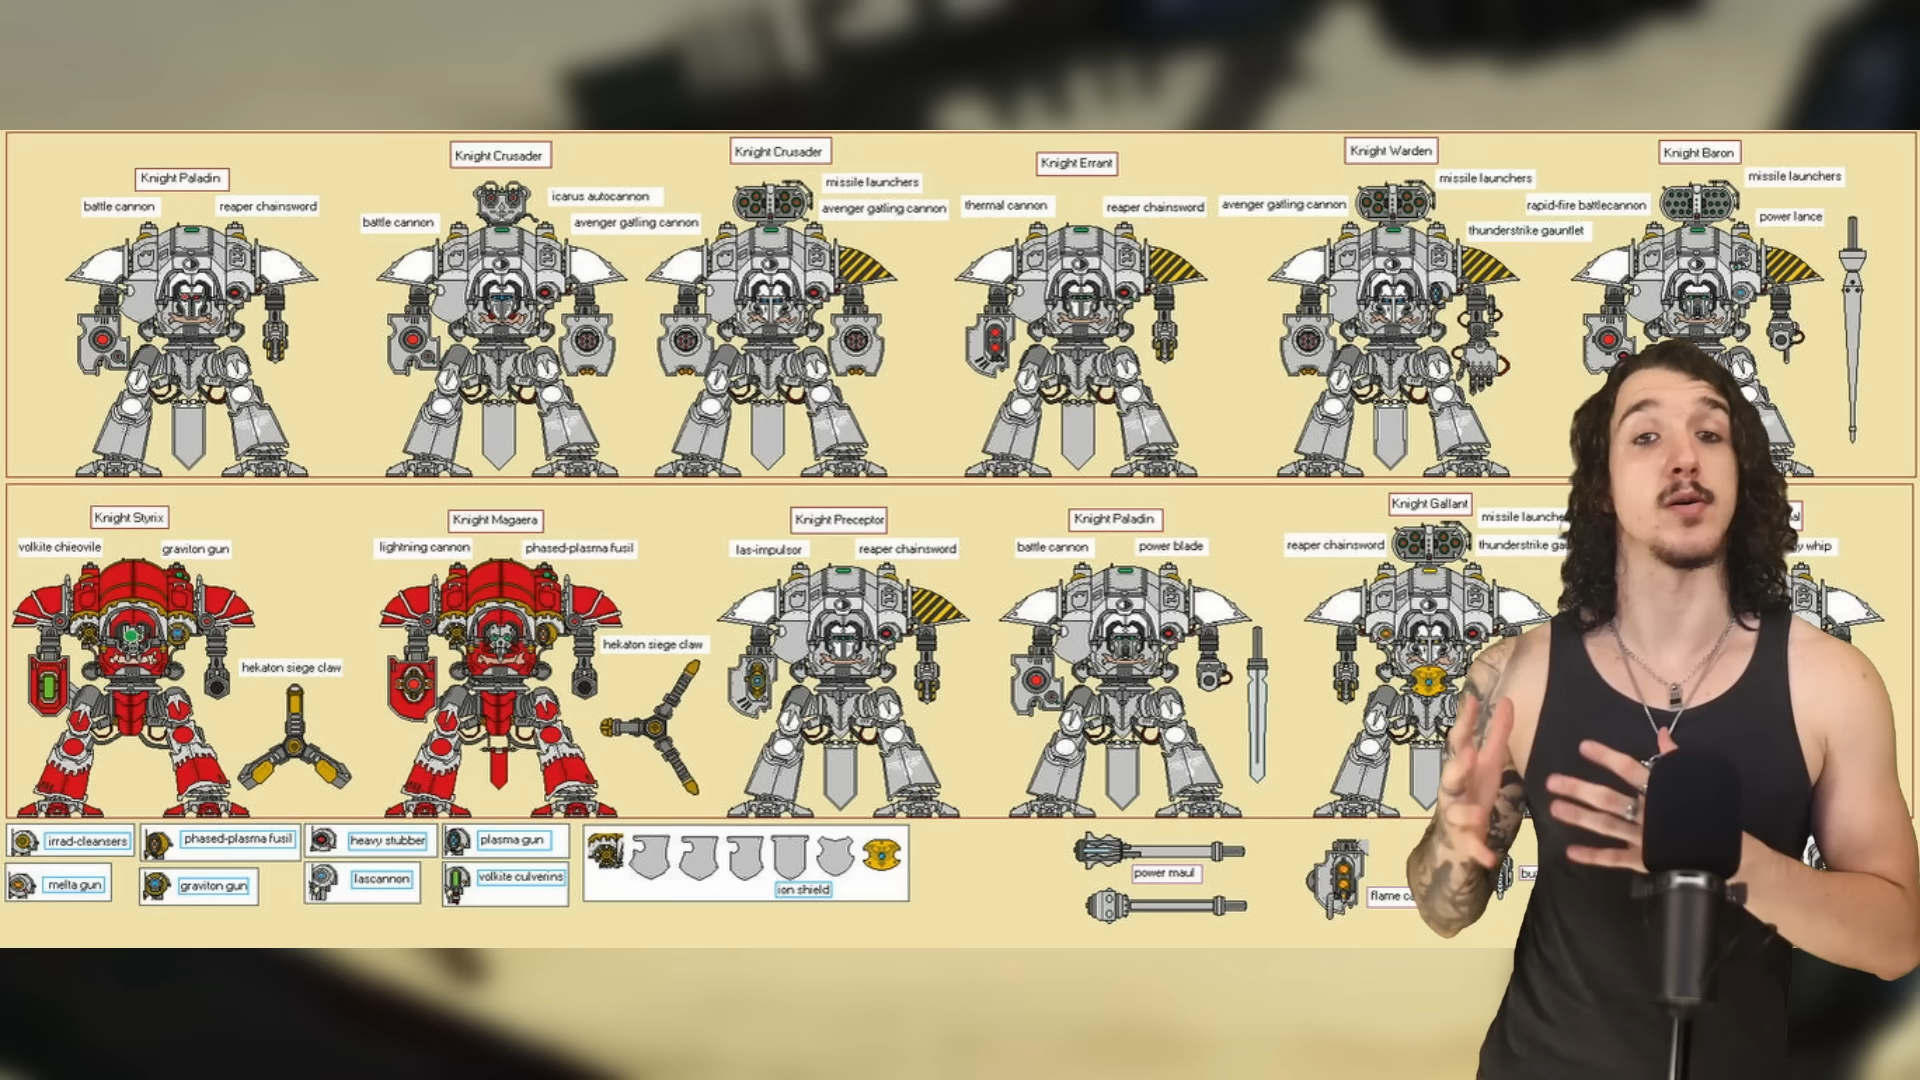 Knight Paladin
battle cannon
reaper chainsword
Knight Crusader
icarus autocannon
battle cannon
avenger gatling cannon
Knight Crusader
missile launchers
avenger gatling cannon
Knight Errant
thermal cannon
reaper chainsword
Knight Warden
missile launchers
avenger gatling cannon
thunderstrike gauntlet
Knight Baron
missile launchers
rapid-fire battlecannon
power lance
Knight Styrix
volkite chieovile
graviton gun
hekaton siege claw
Knight Magaera
lightning cannon
phased-plasma fusil
hekaton siege claw
Knight Preceptor
las-impulsor
reaper chainsword
Knight Paladin
battle cannon
power blade
Knight Gallant
missile
reaper chainsword
thunderstrike
whip
irrad-cleansers
phased-plasma fusil
heavy stubber
plasma gun
melta gun
graviton gun
lascannon
volkite culverins
ion shield
power maul
flame